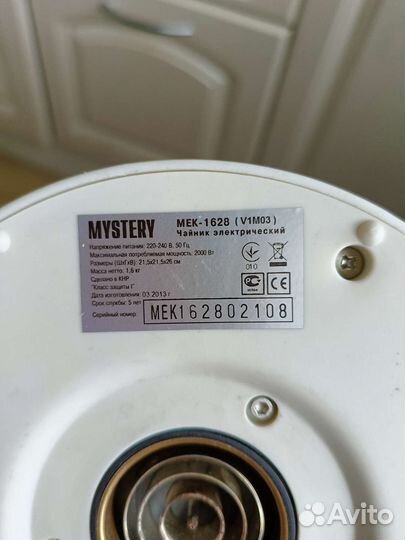 MYSTERY
MEK-1628 (V1M03)
Чайник электрический
Напряжение питания: 220-240 В, 50 Гц
Максимальная потребляемая мощность: 2000 Вт
Размеры (ШхГхВ): 21,5х21,5х26 см
Масса нетто: 1,6 кг
Сделано в КНР
"Класс защиты I"
Дата изготовления: 03.2013 г
Срок службы: 5 лет
Серийный номер:
010
CE
MEK162802108
Avito